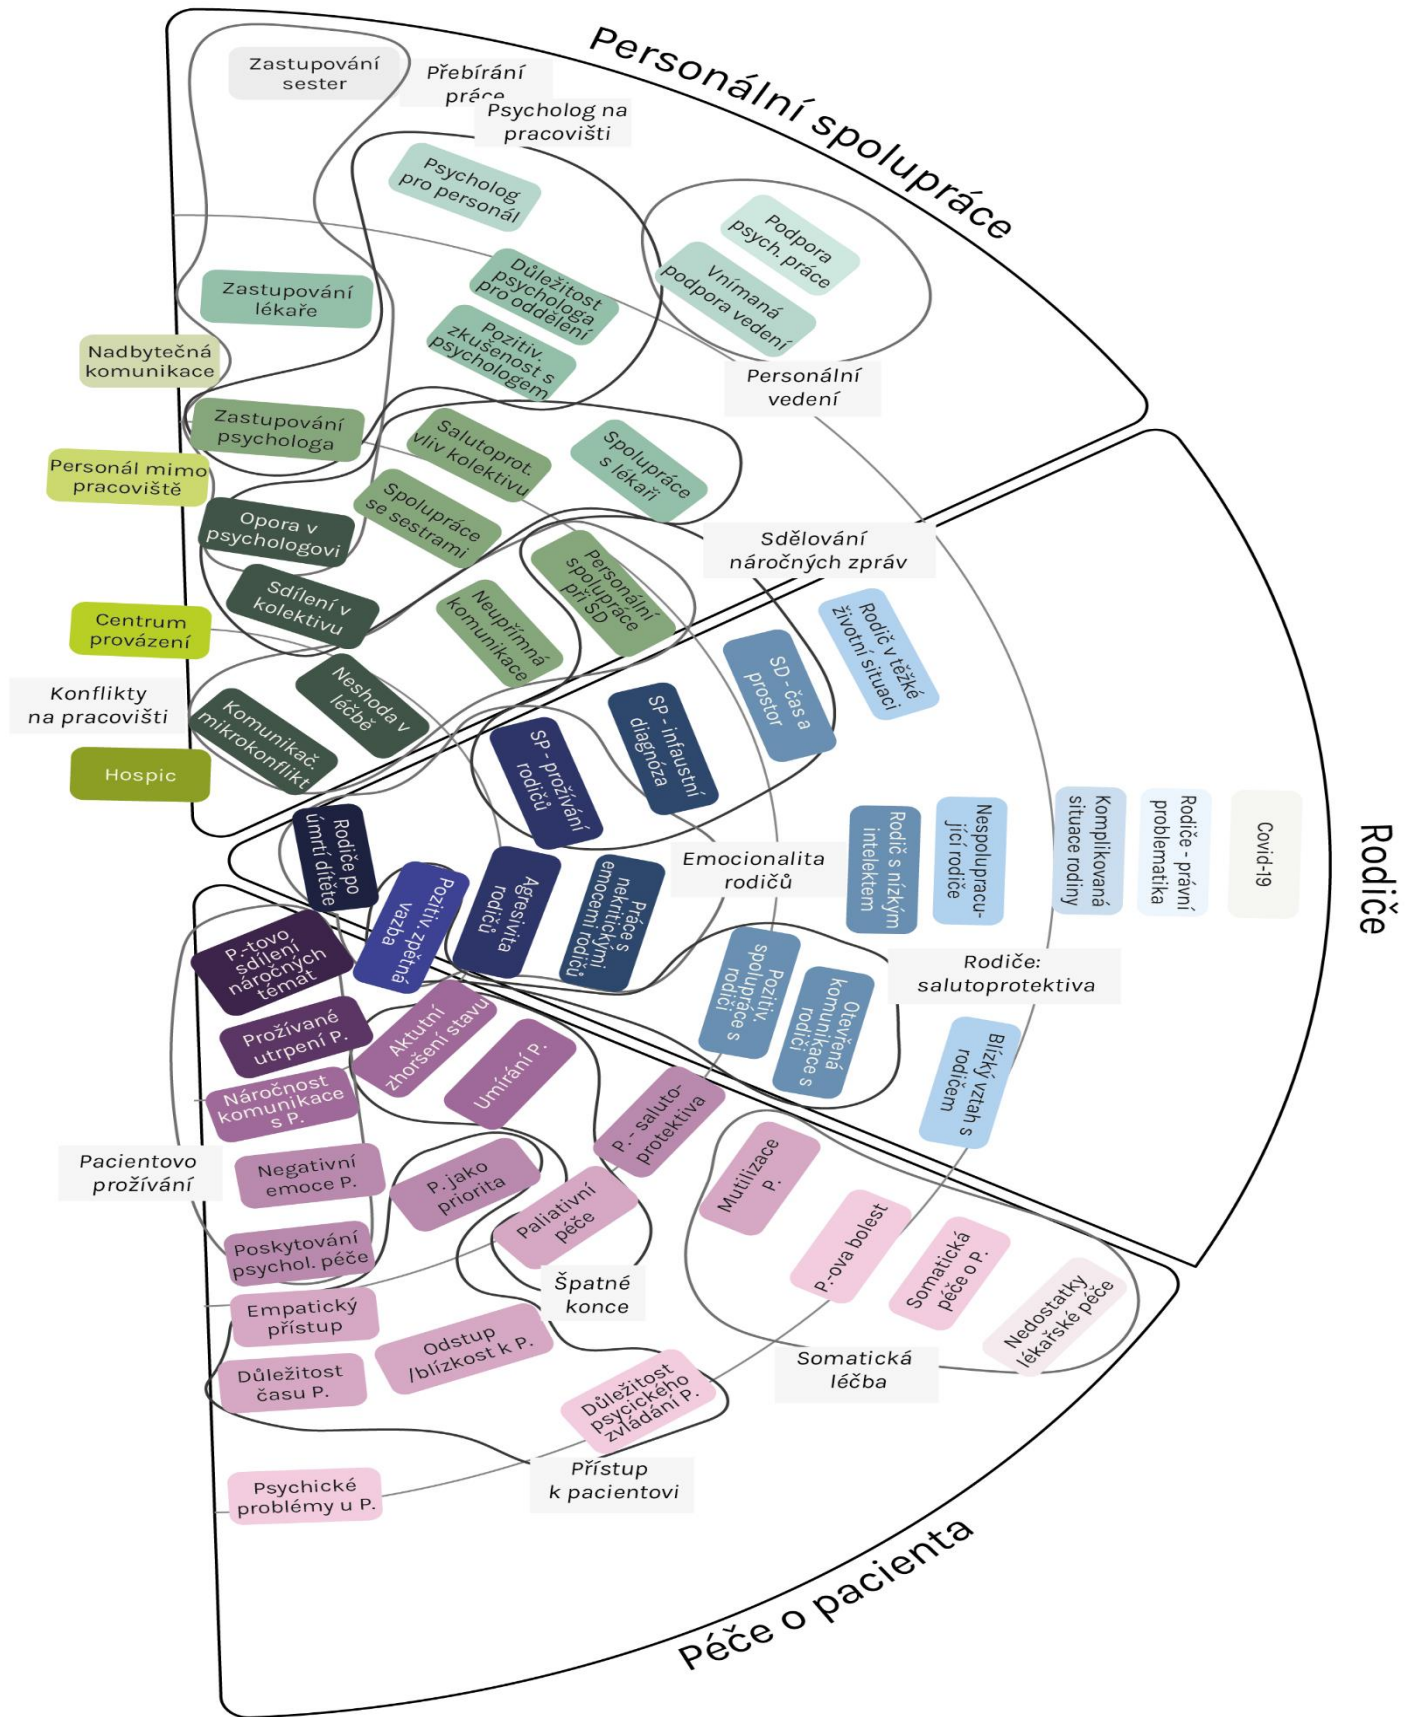 Personální spolupráce
Zastupování
sester
Přebírání
práce
Psycholog na
pracovišti
Psycholog
pro personál
Podpora
psych. práce
Vnímaná
podpora vedení
Důležitost
psychologa
pro oddělení
Zastupování
lékaře
Pozitiv.
zkušenost s
psychologem
Nadbytečná
komunikace
Personální
vedení
Zastupování
psychologa
Salutoprot.
vliv kolektivu
Spolupráce
s lékaři
Personál mimo
pracoviště
Spolupráce
se sestrami
Opora v
psychologovi
Sdělování
náročných zpráv
Personální
spolupráce
při SD
Sdílení v
kolektivu
Neupřímná
komunikace
Centrum
provázení
Konflikty
na pracovišti
Neshoda v
léčbě
Komunikač.
mikrokonflikt
Hospic
Rodiče
Rodič v těžké
životní situaci
SD - čas a
prostor
SP - infaustní
diagnóza
SP - prožívání
rodičů
Rodiče po
úmrtí dítěte
Pozitiv. zpětná
vazba
Agresivita
rodičů
Práce s
nekritickými
emocemi rodičů
Emocionalita
rodičů
Rodič s nízkým
intelektem
Nespolupracu-
jící rodiče
Komplikovaná
situace rodiny
Rodiče - právní
problematika
Covid-19
Pozitiv.
spolupráce s
rodiči
Otevřená
komunikace s
rodiči
Rodiče:
salutoprotektiva
Blízký vztah s
rodičem
Péče o pacienta
P.-tovo
sdílení
náročných
témat
Prožívané
utrpení P.
Aktutní
zhoršení stavu
Umírání P.
Náročnost
komunikace
s P.
P. - saluto-
protektiva
Mutilizace
P.
Pacientovo
prožívání
Negativní
emoce P.
P. jako
priorita
Paliativní
péče
P.-ova bolest
Somatická
péče o P.
Nedostatky
lékařské péče
Poskytování
psychol. péče
Špatné
konce
Empatický
přístup
Odstup
/blízkost k P.
Somatická
léčba
Důležitost
času P.
Důležitost
psycického
zvládání P.
Přístup
k pacientovi
Psychické
problémy u P.